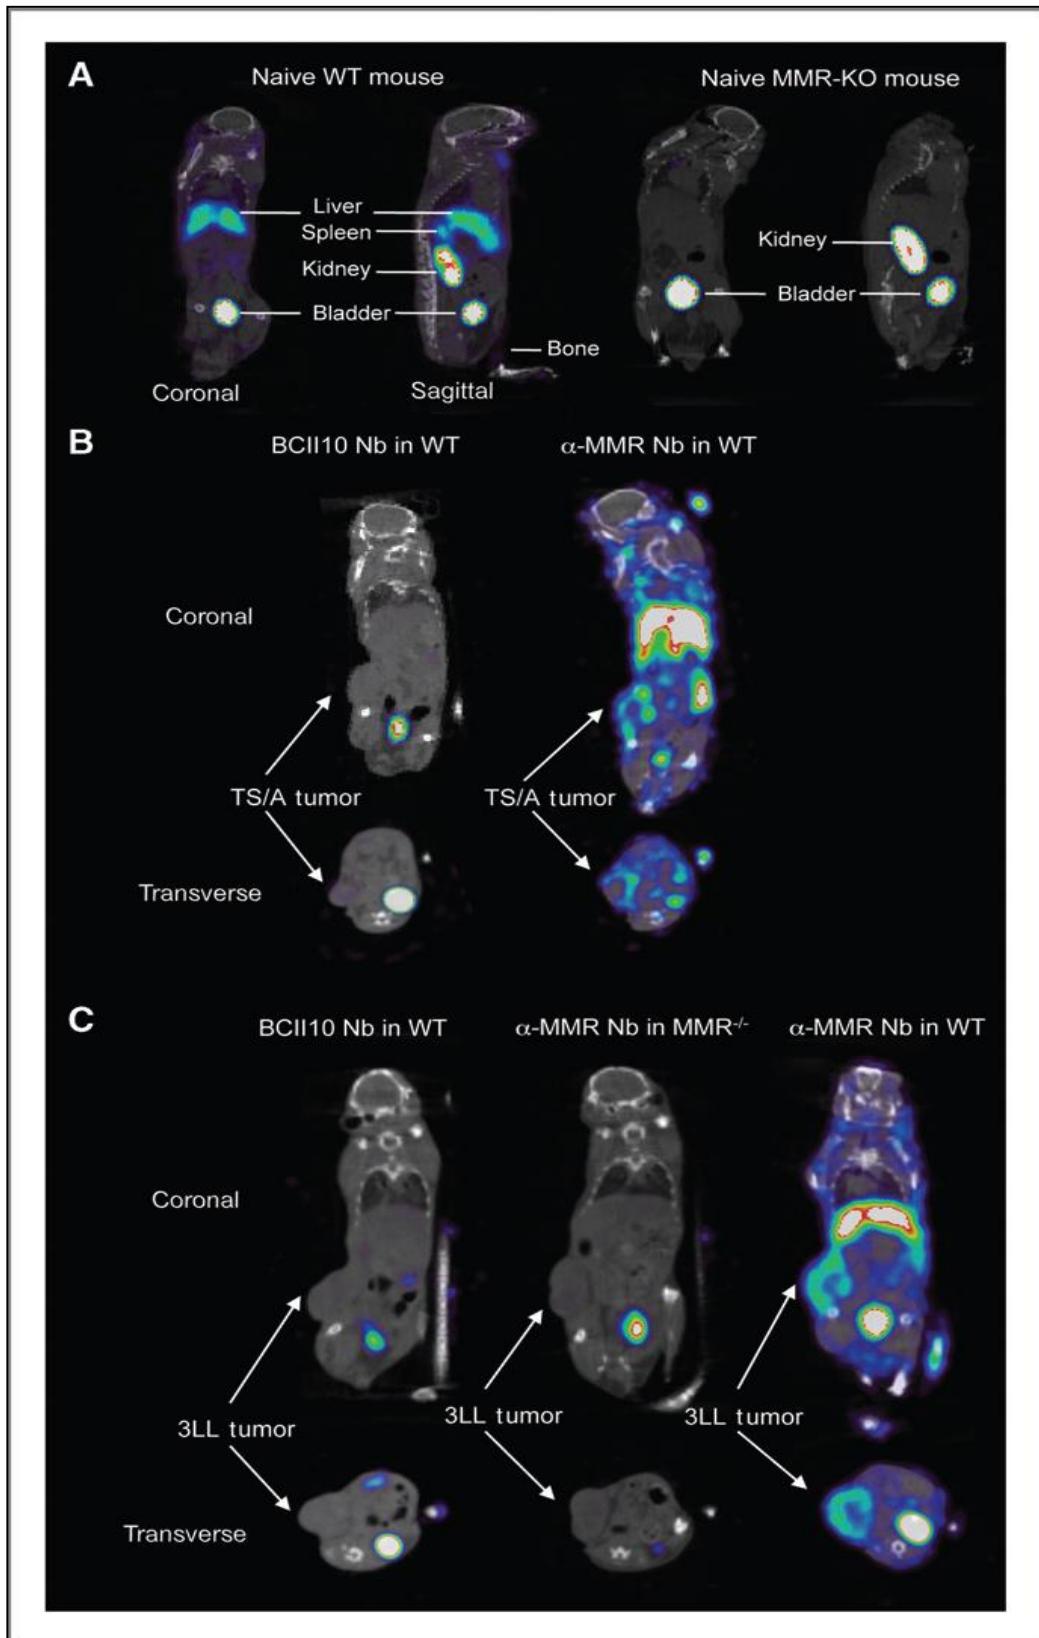 A
Naive WT mouse
Naive MMR-KO mouse
Liver
Spleen
Kidney
Bladder
Bone
Coronal
Sagittal
Kidney
Bladder
B
BCII10 Nb in WT
α-MMR Nb in WT
Coronal
TS/A tumor
TS/A tumor
Transverse
C
BCII10 Nb in WT
α-MMR Nb in MMR-/-
α-MMR Nb in WT
Coronal
3LL tumor
3LL tumor
3LL tumor
Transverse